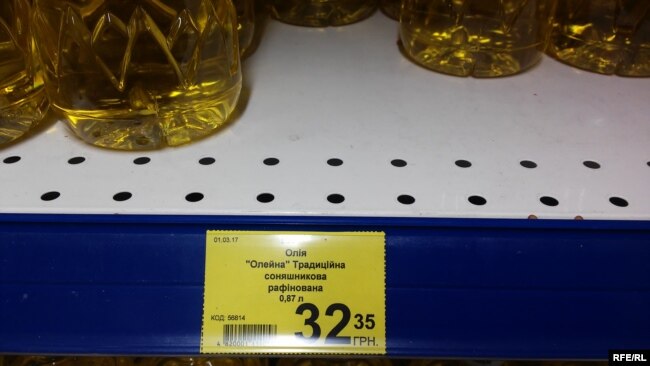 01.03.17
Олія
"Олейна" Традиційна
соняшникова
рафінована
0,87 л
КОД: 56814
32 35
ГРН.
RFE/RL